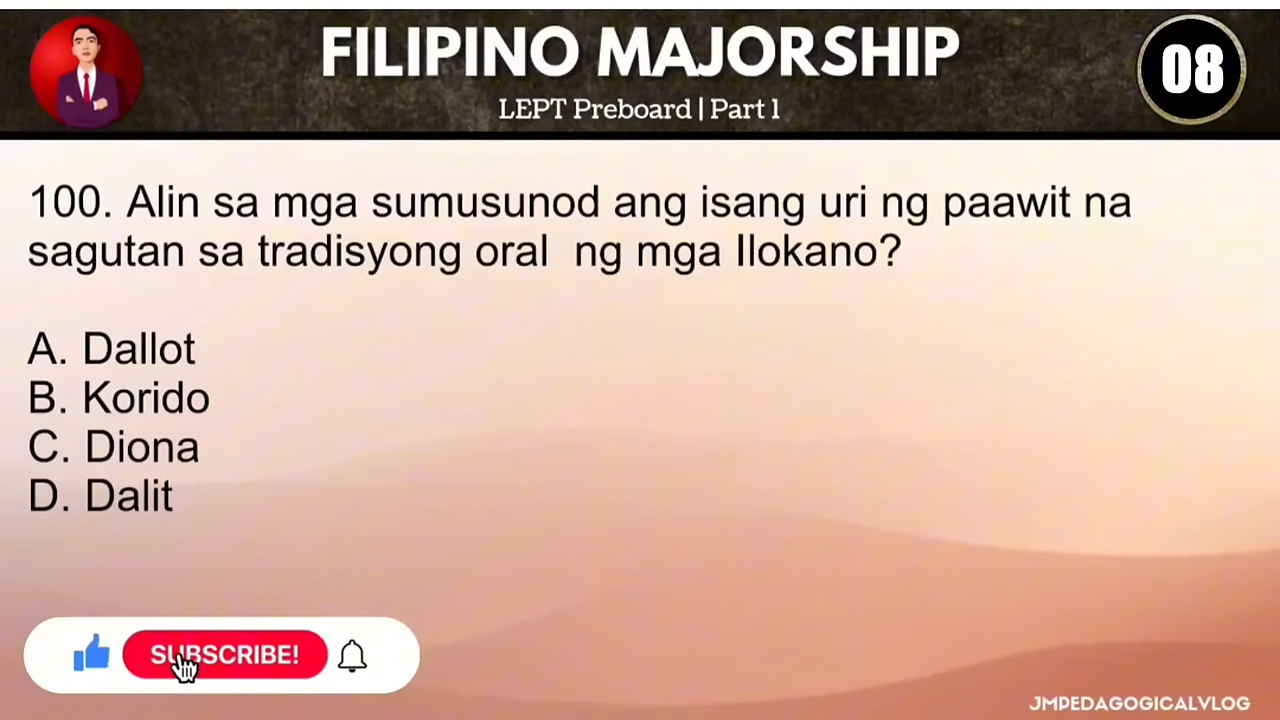 FILIPINO MAJORSHIP
LEPT Preboard | Part 1
08
100. Alin sa mga sumusunod ang isang uri ng paawit na
sagutan sa tradisyong oral  ng mga Ilokano?
A. Dallot
B. Korido
C. Diona
D. Dalit
SUBSCRIBE!
JMPEDAGOGICALVLOG